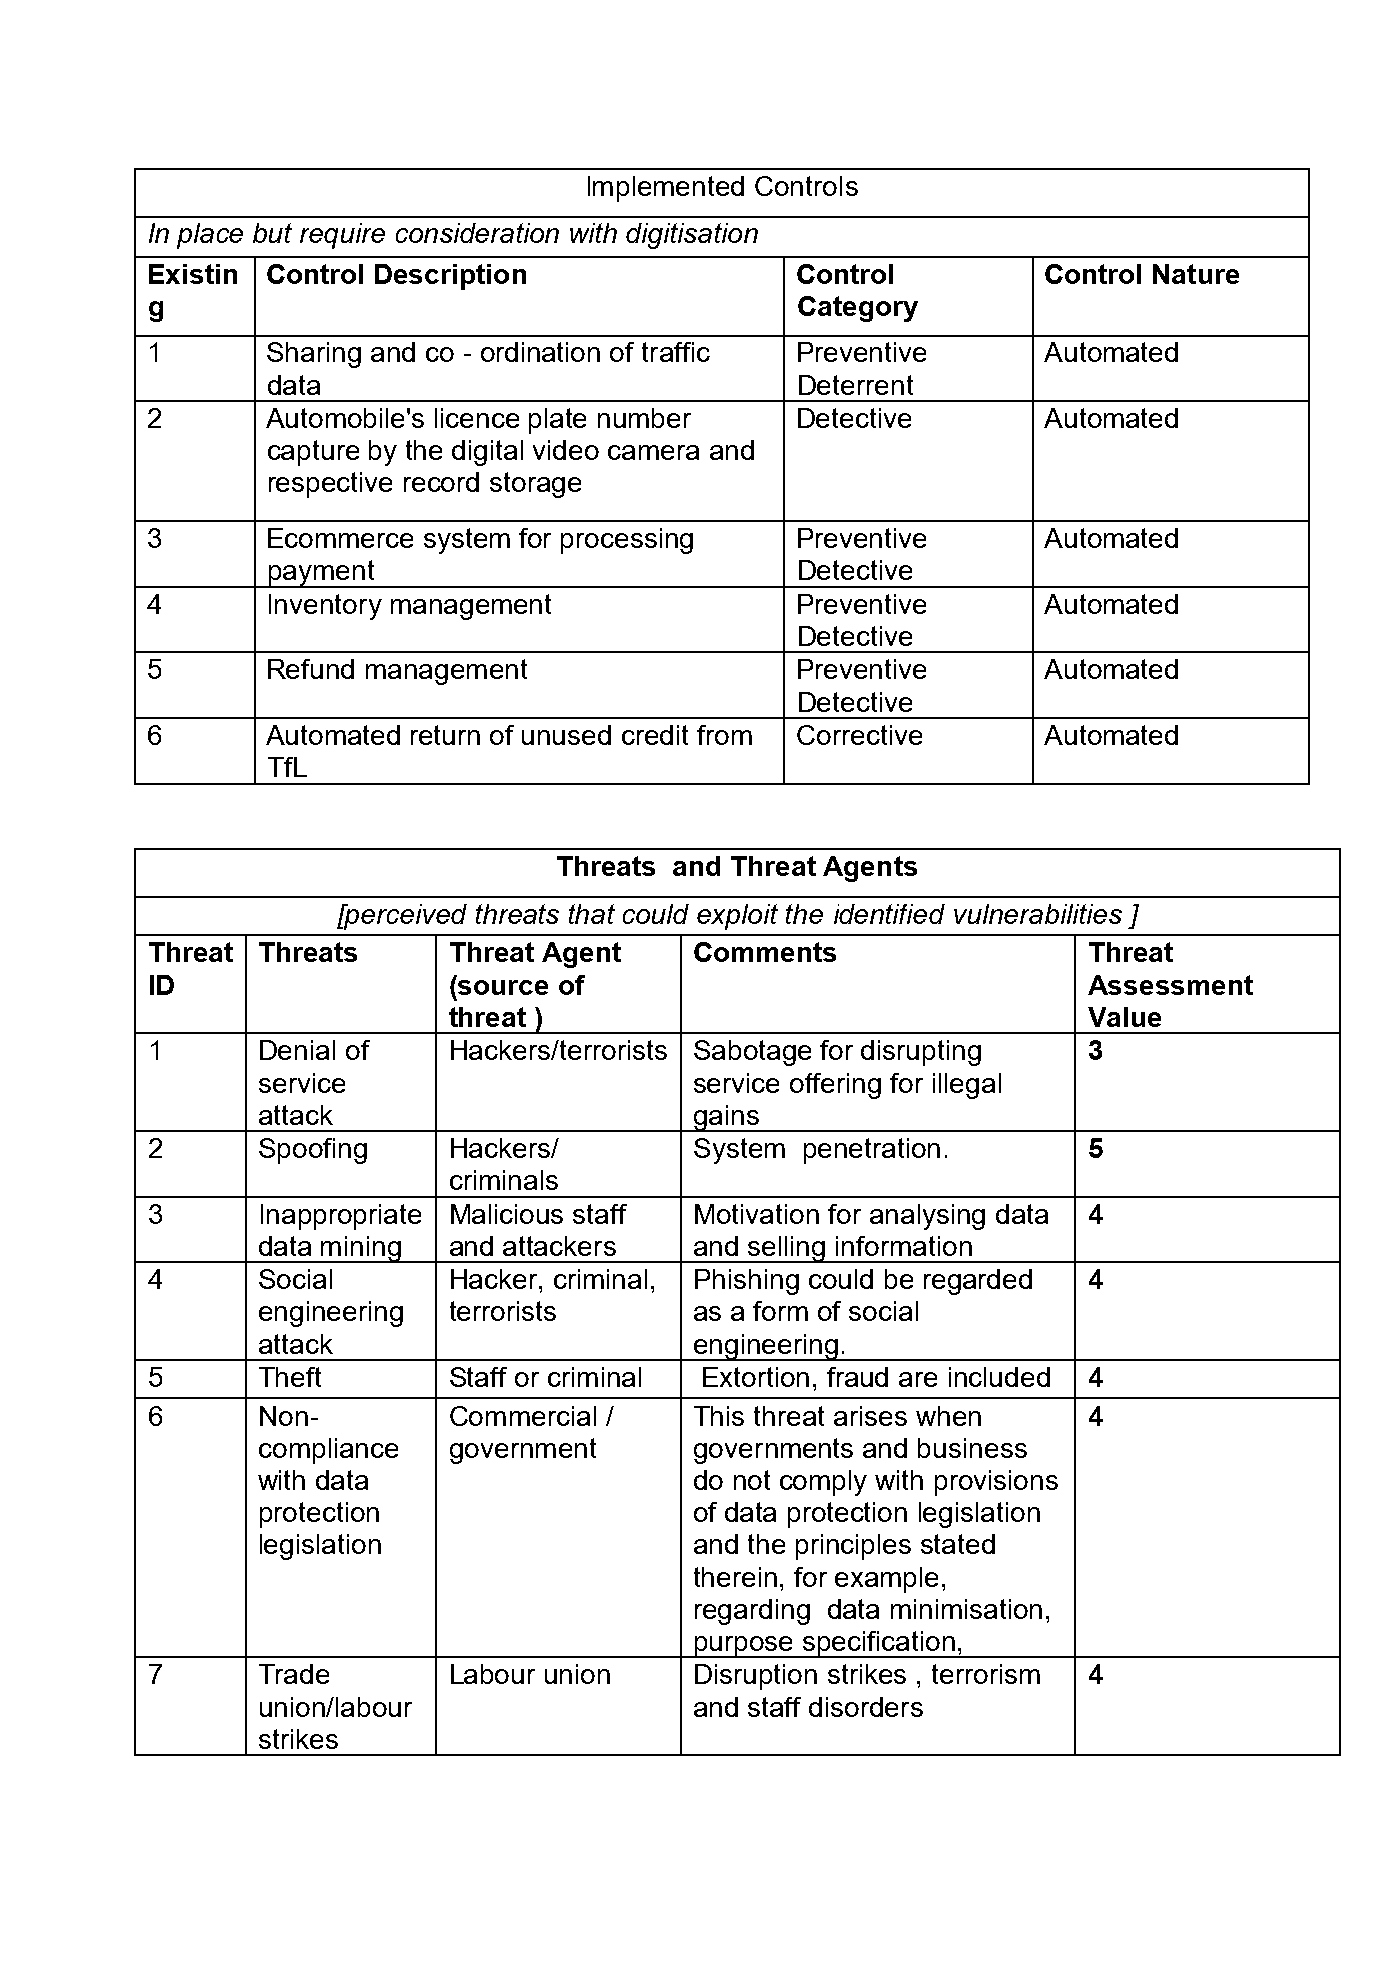 Implemented Controls
In place but require consideration with digitisation
Existin Control Description Control Control Nature
g Category
1 Sharing and co - ordination of traffic Preventive Automated
data Deterrent
2 Automobile's licence plate number Detective Automated
capture by the digital video camera and
respective record storage
3 Ecommerce system for processing Preventive Automated
payment Detective
4 Inventory management Preventive Automated
Detective
5 Refund management Preventive Automated
Detective
6 Automated return of unused credit from Corrective Automated
TfL
Threats and Threat Agents
[perceived threats that could exploit the identified vulnerabilities ]
Threat Threats Threat Agent Comments Threat
ID (source of Assessment
threat ) Value
1 Denial of Hackers/terrorists Sabotage for disrupting 3
service service offering for illegal
attack gains
2 Spoofing Hackers/ System penetration. 5
criminals
3 Inappropriate Malicious staff Motivation for analysing data 4
data mining and attackers and selling information
4 Social Hacker, criminal, Phishing could be regarded 4
engineering terrorists as a form of social
attack engineering.
5 Theft Staff or criminal Extortion, fraud are included 4
6 Non- Commercial / This threat arises when 4
compliance government governments and business
with data do not comply with provisions
protection of data protection legislation
legislation and the principles stated
therein, for example,
regarding data minimisation,
purpose specification,
7 Trade Labour union Disruption strikes , terrorism 4
union/labour and staff disorders
strikes